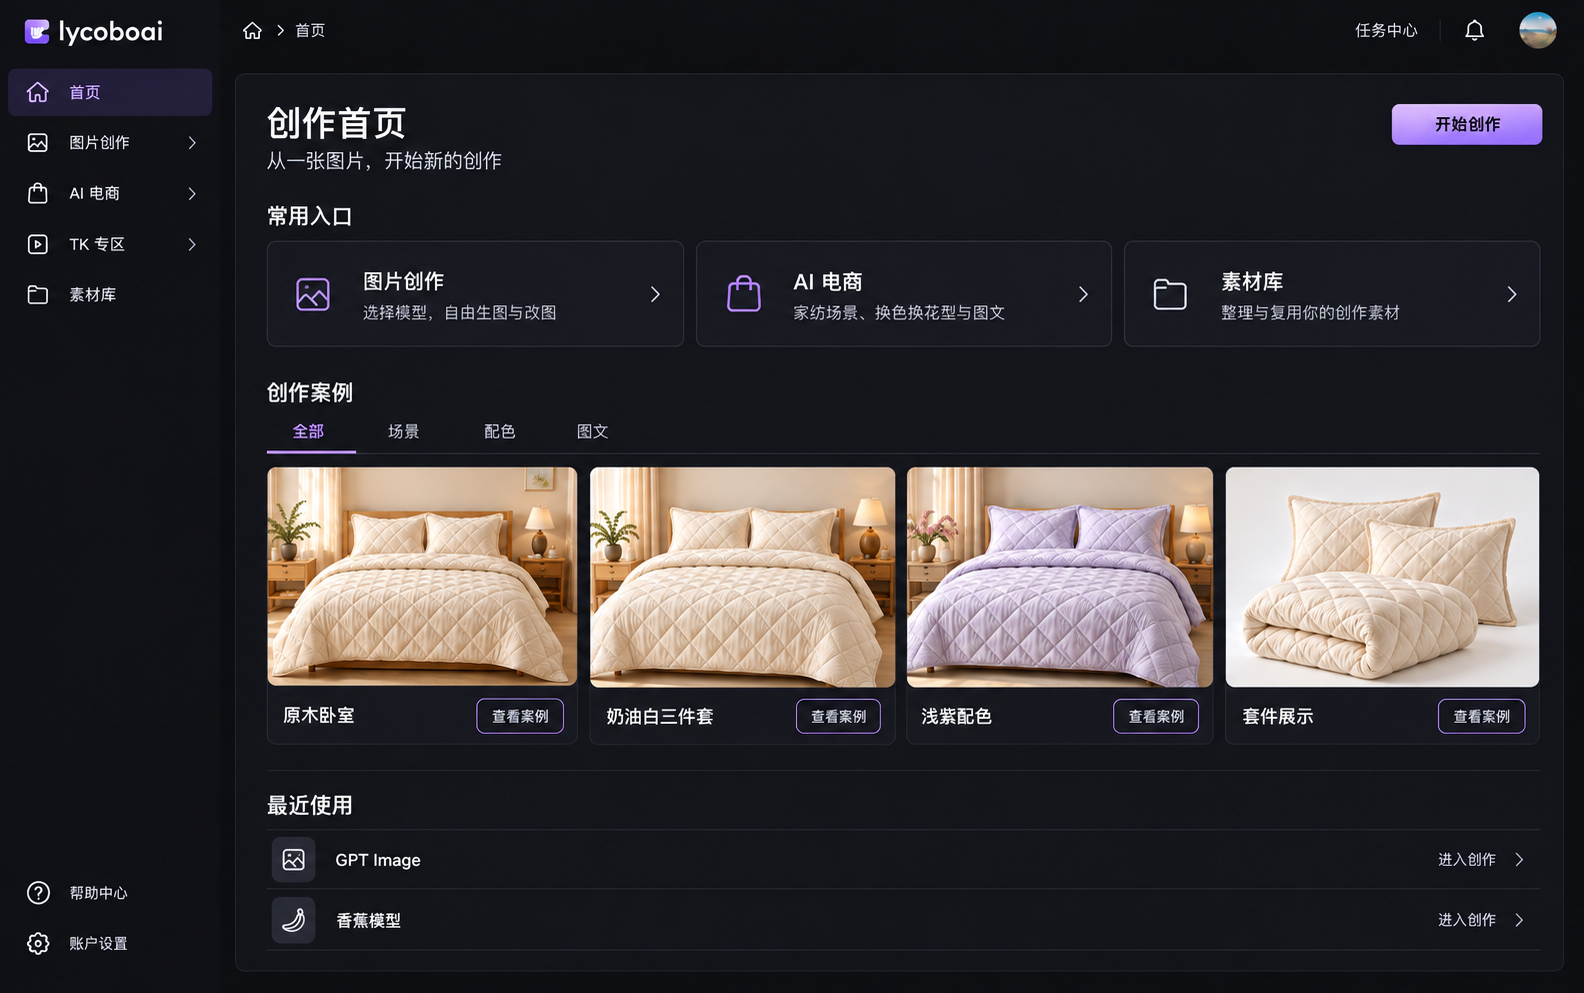 lycoboai
首页
任务中心
首页
图片创作
AI 电商
TK 专区
素材库
帮助中心
账户设置
创作首页
从一张图片，开始新的创作
开始创作
常用入口
图片创作
选择模型，自由生图与改图
AI 电商
家纺场景、换色换花型与图文
素材库
整理与复用你的创作素材
创作案例
全部 场景 配色 图文
原木卧室 查看案例
奶油白三件套 查看案例
浅紫配色 查看案例
套件展示 查看案例
最近使用
GPT Image 进入创作
香蕉模型 进入创作